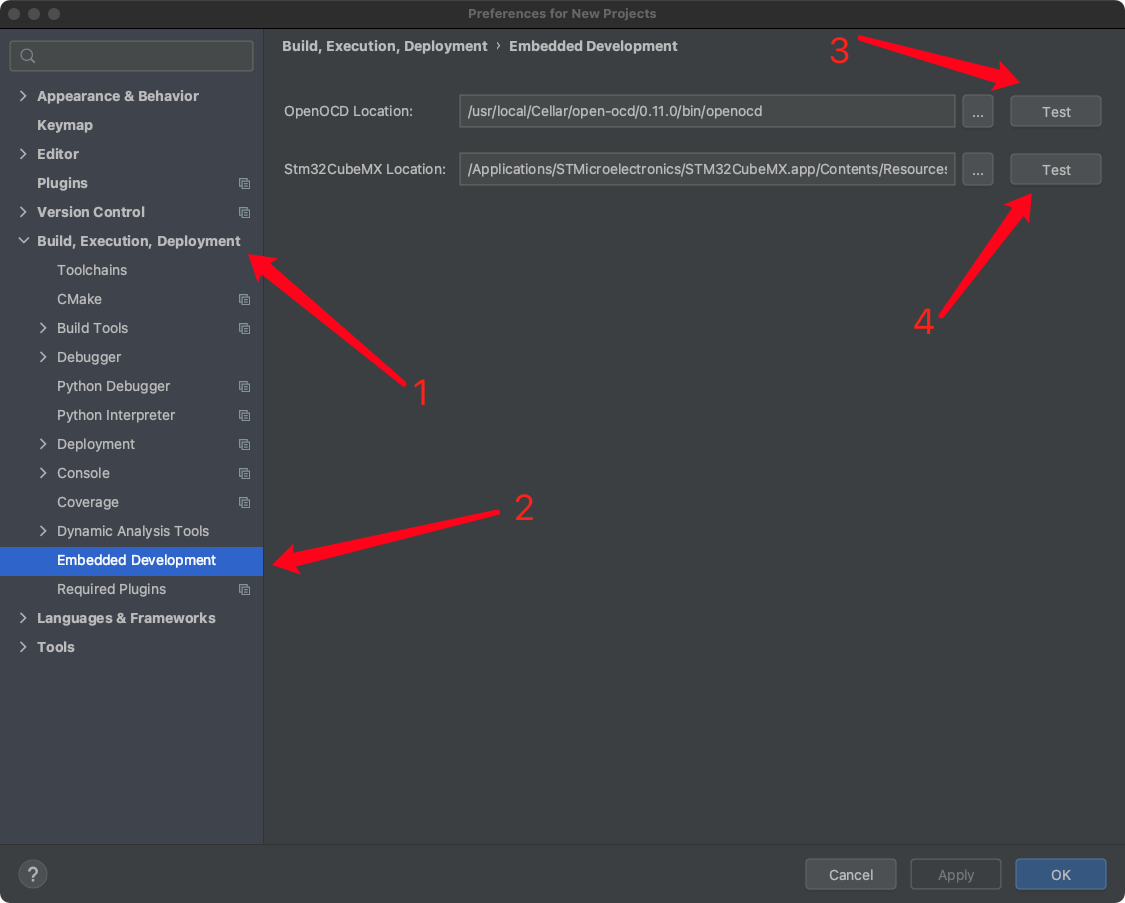 Preferences for New Projects
Build, Execution, Deployment › Embedded Development
3
OpenOCD Location:
/usr/local/Cellar/open-ocd/0.11.0/bin/openocd
...
Test
Stm32CubeMX Location:
/Applications/STMicroelectronics/STM32CubeMX.app/Contents/Resources
...
Test
4
1
2
Appearance & Behavior
Keymap
Editor
Plugins
Version Control
Build, Execution, Deployment
Toolchains
CMake
Build Tools
Debugger
Python Debugger
Python Interpreter
Deployment
Console
Coverage
Dynamic Analysis Tools
Embedded Development
Required Plugins
Languages & Frameworks
Tools
?
Cancel
Apply
OK